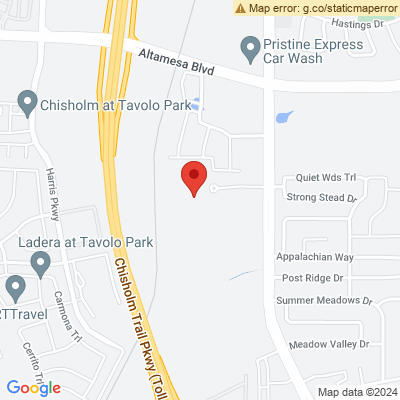 Map error: g.co/staticmaperror
Hastings Dr
Altamesa Blvd
Pristine Express
Car Wash
Chisholm at Tavolo Park
Harris Pkwy
Quiet Wds Trl
Strong Stead Dr
Ladera at Tavolo Park
Appalachian Way
Chisholm Trail Pkwy (Toll
Post Ridge Dr
RTTravel
Carmona Trl
Summer Meadows Dr
Cerrito Trl
Meadow Valley Dr
Google
Map data ©2024